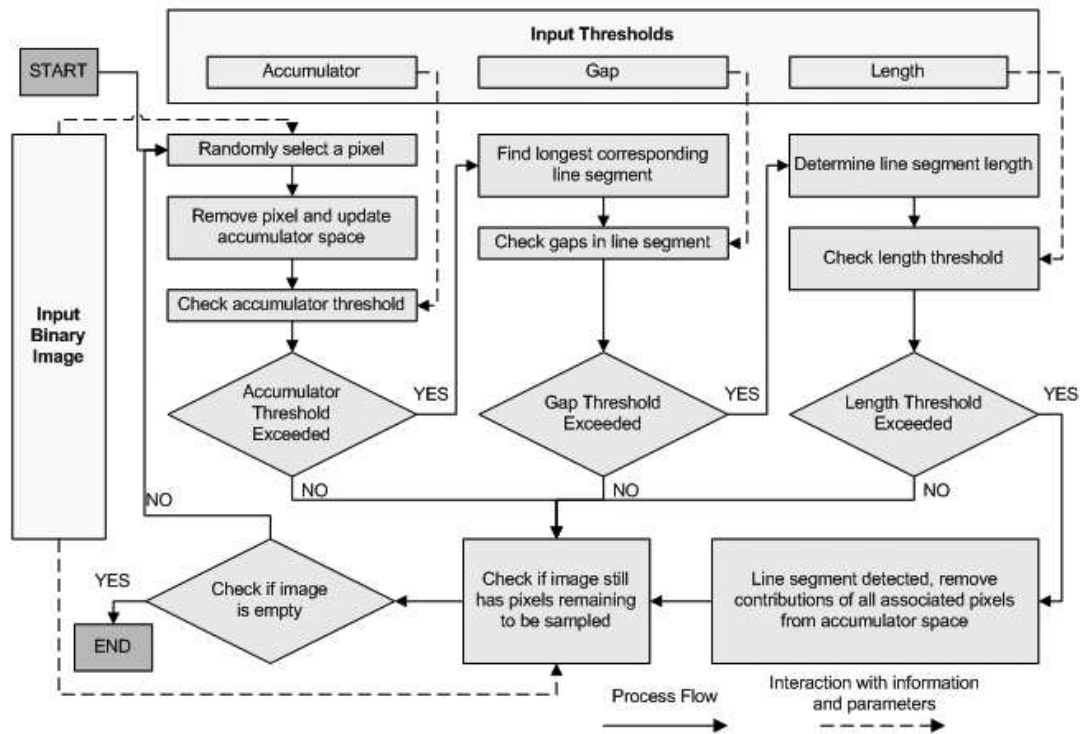 Input Thresholds
START
Accumulator
Gap
Length
Randomly select a pixel
Find longest corresponding
line segment
Determine line segment length
Remove pixel and update
accumulator space
Check gaps in line segment
Check length threshold
Check accumulator threshold
Input
Binary
Image
Accumulator
Threshold
Exceeded
YES
Gap Threshold
Exceeded
YES
Length Threshold
Exceeded
YES
NO
NO
NO
NO
YES
Check if image
is empty
Check if image still
has pixels remaining
to be sampled
Line segment detected, remove
contributions of all associated pixels
from accumulator space
END
Process Flow
Interaction with information
and parameters